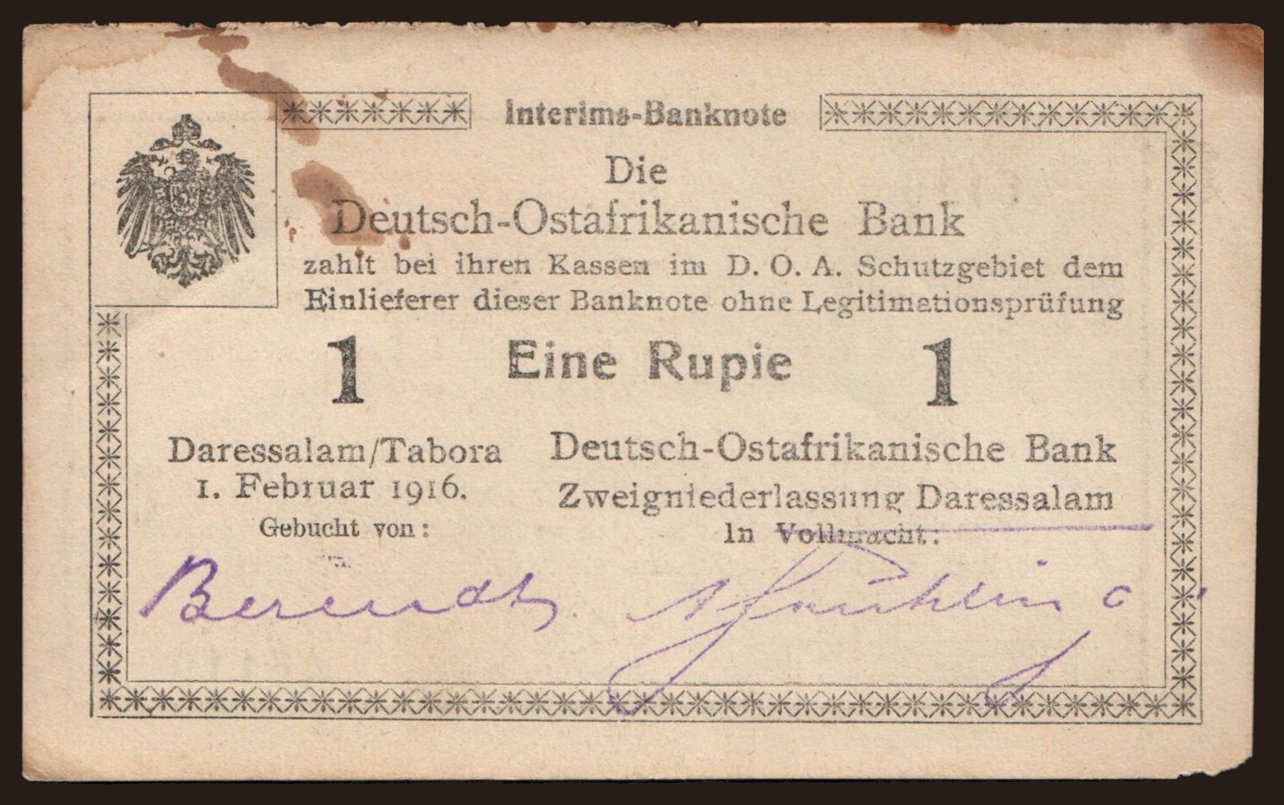 Interims-Banknote
Die
Deutsch-Ostafrikanische Bank
zahlt bei ihren Kassen im D. O. A. Schutzgebiet dem
Einlieferer dieser Banknote ohne Legitimationsprüfung
1 Eine Rupie 1
Daressalam/Tabora
1. Februar 1916.
Gebucht von:
Berendt
Deutsch-Ostafrikanische Bank
Zweigniederlassung Daressalam
In Vollmacht: